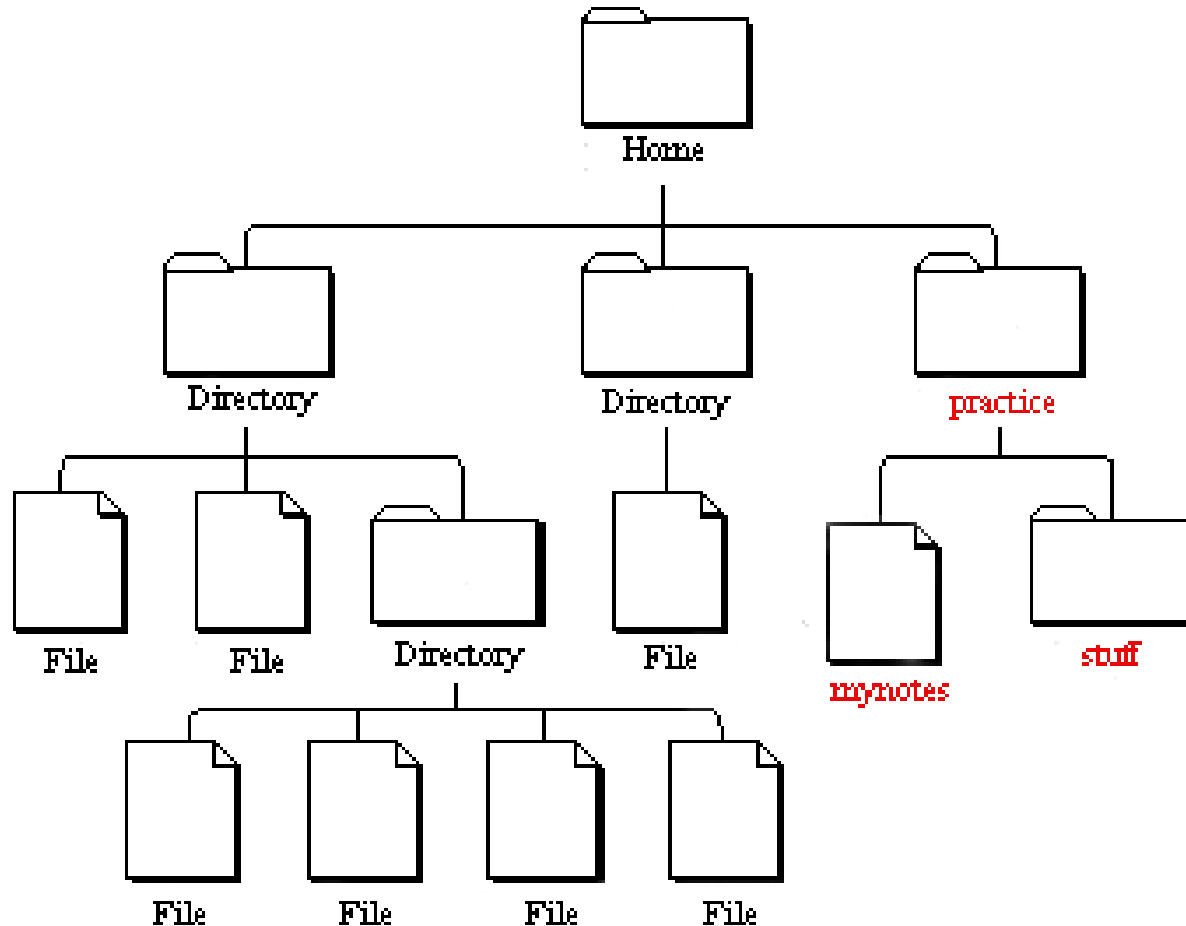 Home
Directory
Directory
practice
File
File
Directory
File
mynotes
stuff
File
File
File
File